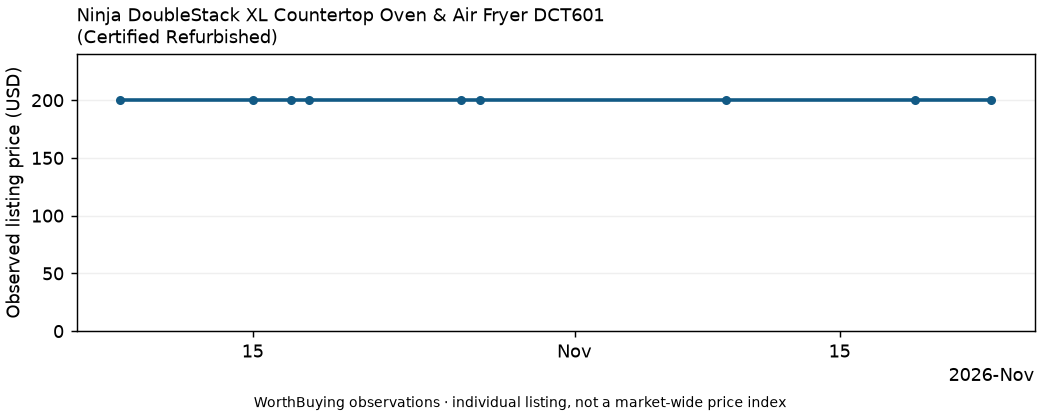 Ninja DoubleStack XL Countertop Oven & Air Fryer DCT601
(Certified Refurbished)
Observed listing price (USD)
200
150
100
50
0
15
Nov
15
2026-Nov
WorthBuying observations · individual listing, not a market-wide price index